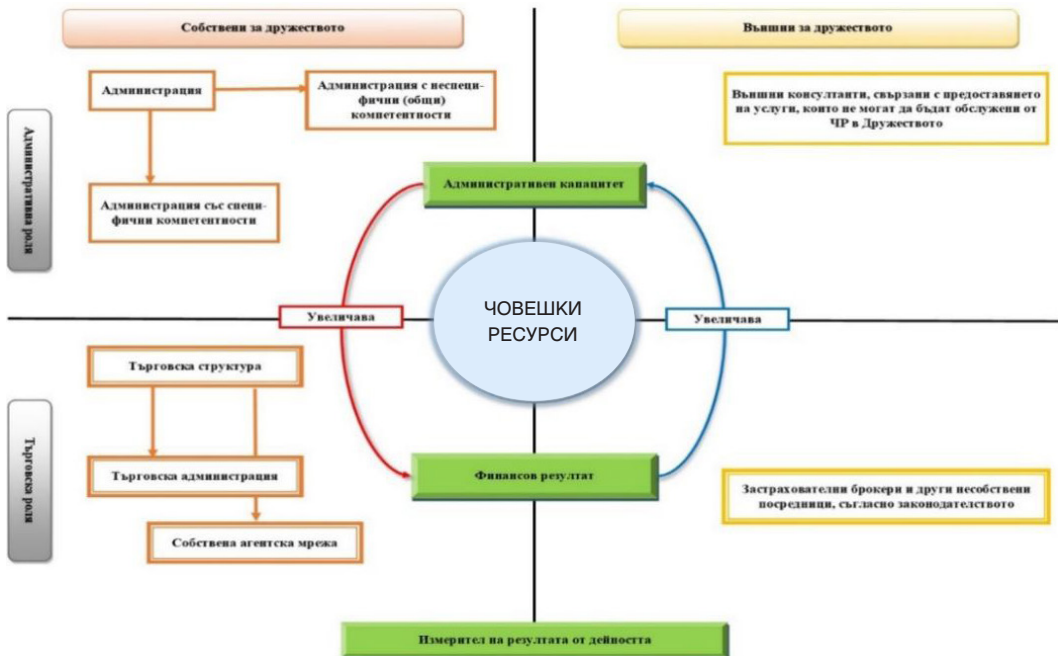 Собствени за дружеството
Външни за дружеството
Администрация
Администрация с неспеци-
фични (общи)
компетентности
Външни консултанти, свързани с предоставянето
на услуги, които не могат да бъдат обслужени от
ЧР в Дружеството
Административна роля
Администрация със специ-
фични компетентности
Административен капацитет
ЧОВЕШКИ
РЕСУРСИ
Увеличава
Увеличава
Търговска структура
Търговска роля
Търговска администрация
Финансов резултат
Застрахователни брокери и други несобствени
посредници, съгласно законодателството
Собствена агентска мрежа
Измерител на резултата от дейността